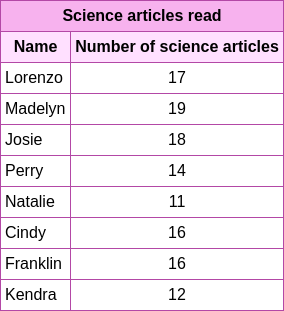 Science articles read
Name Number of science articles
Lorenzo 17
Madelyn 19
Josie 18
Perry 14
Natalie 11
Cindy 16
Franklin 16
Kendra 12